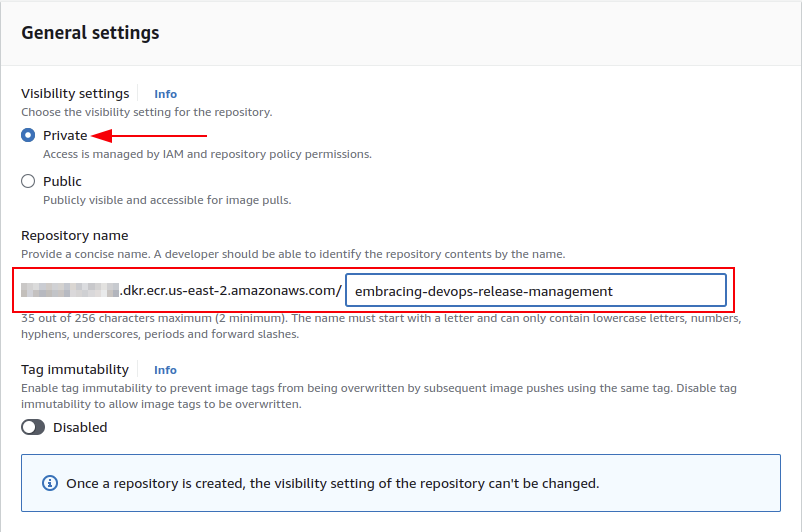 General settings
Visibility settings Info
Choose the visibility setting for the repository.
Private
Access is managed by IAM and repository policy permissions.
Public
Publicly visible and accessible for image pulls.
Repository name
Provide a concise name. A developer should be able to identify the repository contents by the name.
.dkr.ecr.us-east-2.amazonaws.com/ embracing-devops-release-management
35 out of 256 characters maximum (2 minimum). The name must start with a letter and can only contain lowercase letters, numbers,
hyphens, underscores, periods and forward slashes.
Tag immutability Info
Enable tag immutability to prevent image tags from being overwritten by subsequent image pushes using the same tag. Disable tag
immutability to allow image tags to be overwritten.
Disabled
Once a repository is created, the visibility setting of the repository can't be changed.